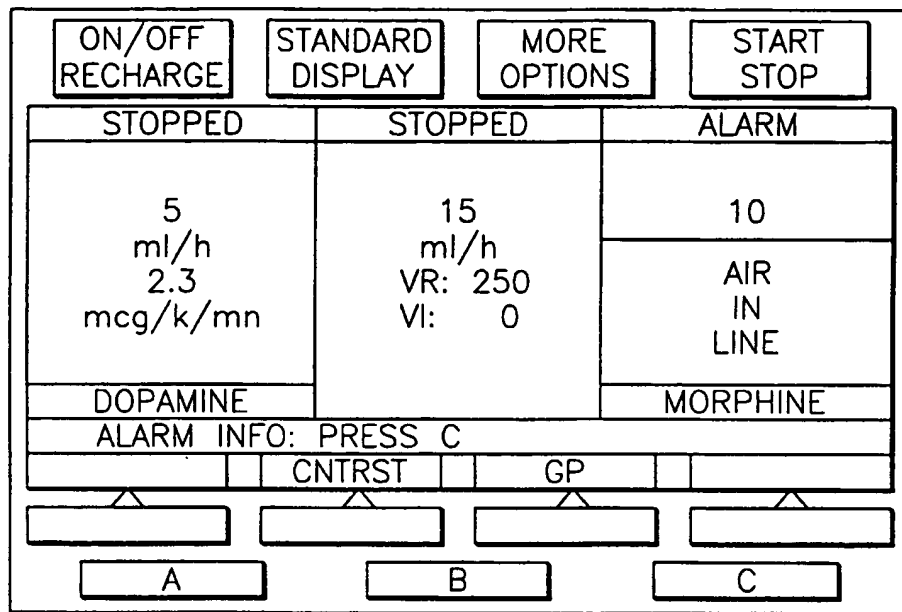 ON/OFF
RECHARGE
STANDARD
DISPLAY
MORE
OPTIONS
START
STOP
STOPPED
5
ml/h
2.3
mcg/k/mn
DOPAMINE
STOPPED
15
ml/h
VR: 250
VI: 0
ALARM
10
AIR
IN
LINE
MORPHINE
ALARM INFO: PRESS C
CNTRST
GP
A
B
C